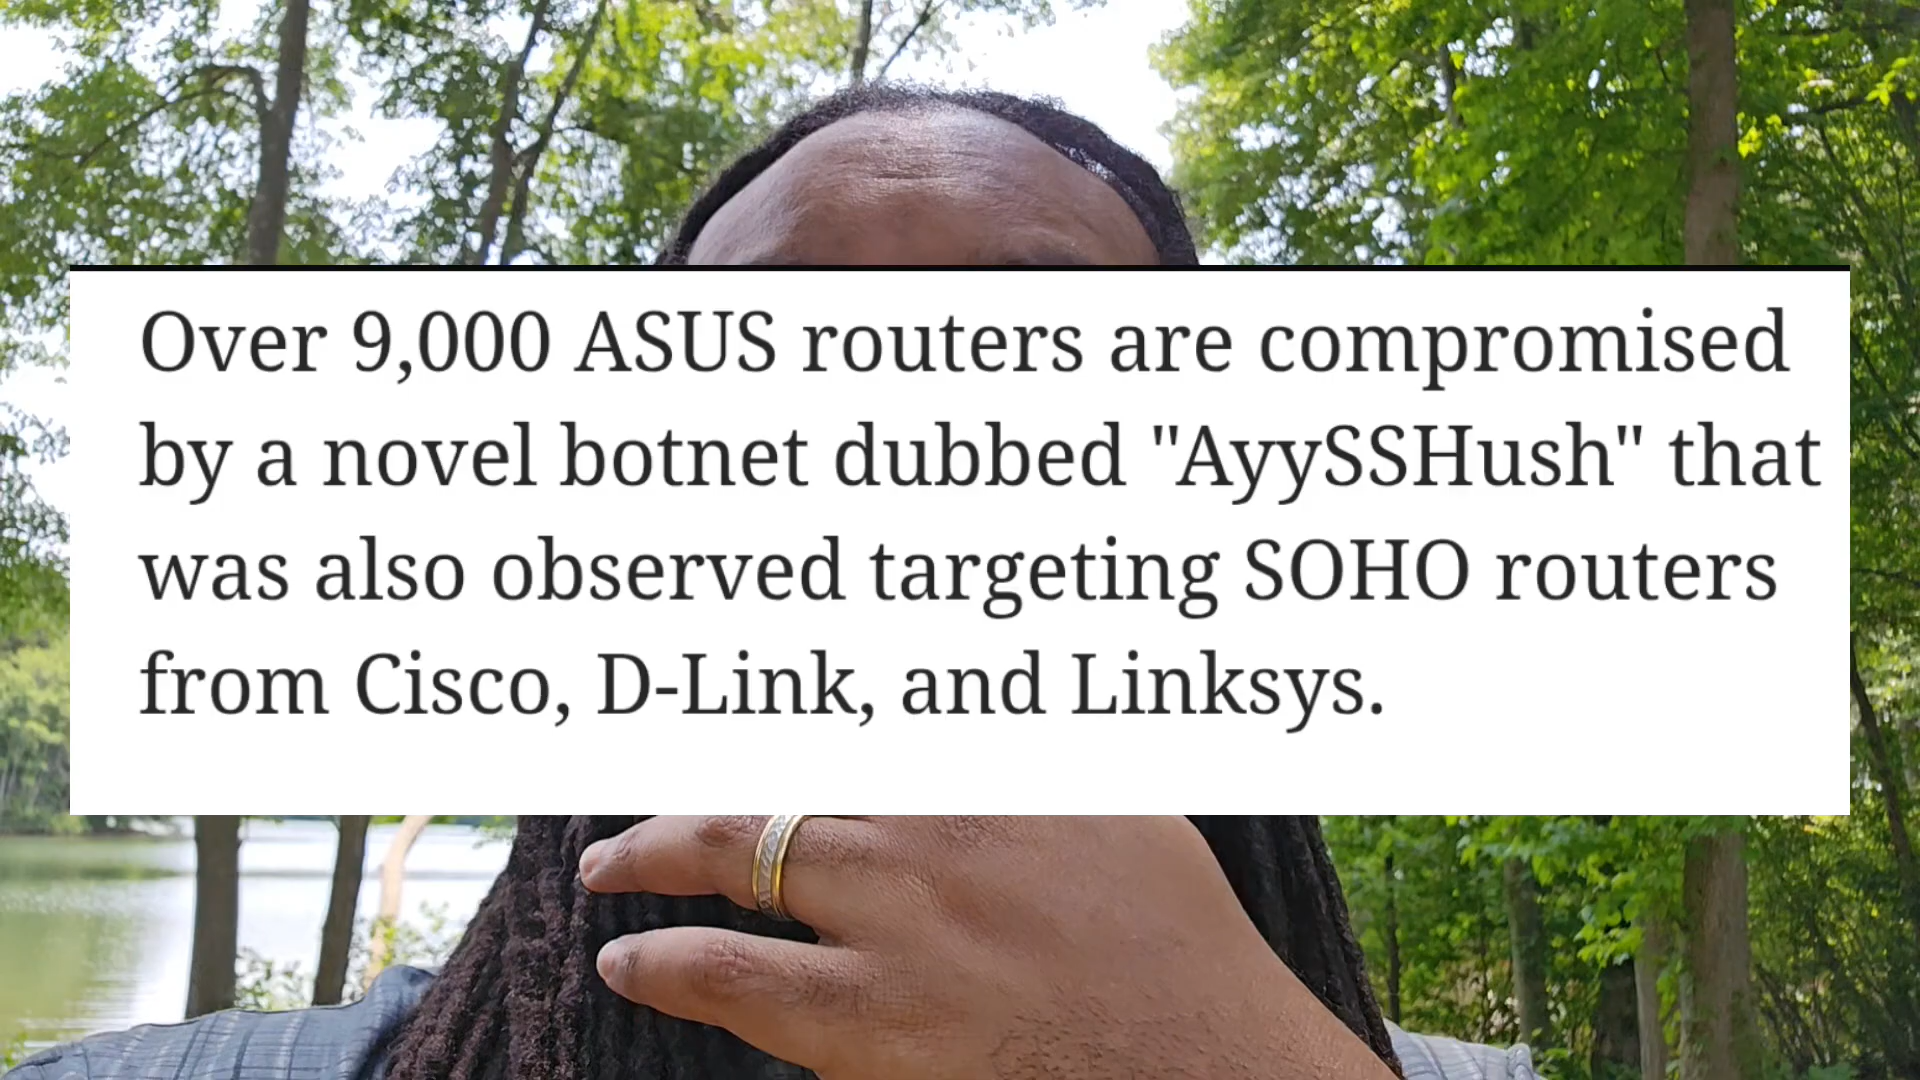 Over 9,000 ASUS routers are compromised
by a novel botnet dubbed "AyySSHush" that
was also observed targeting SOHO routers
from Cisco, D-Link, and Linksys.